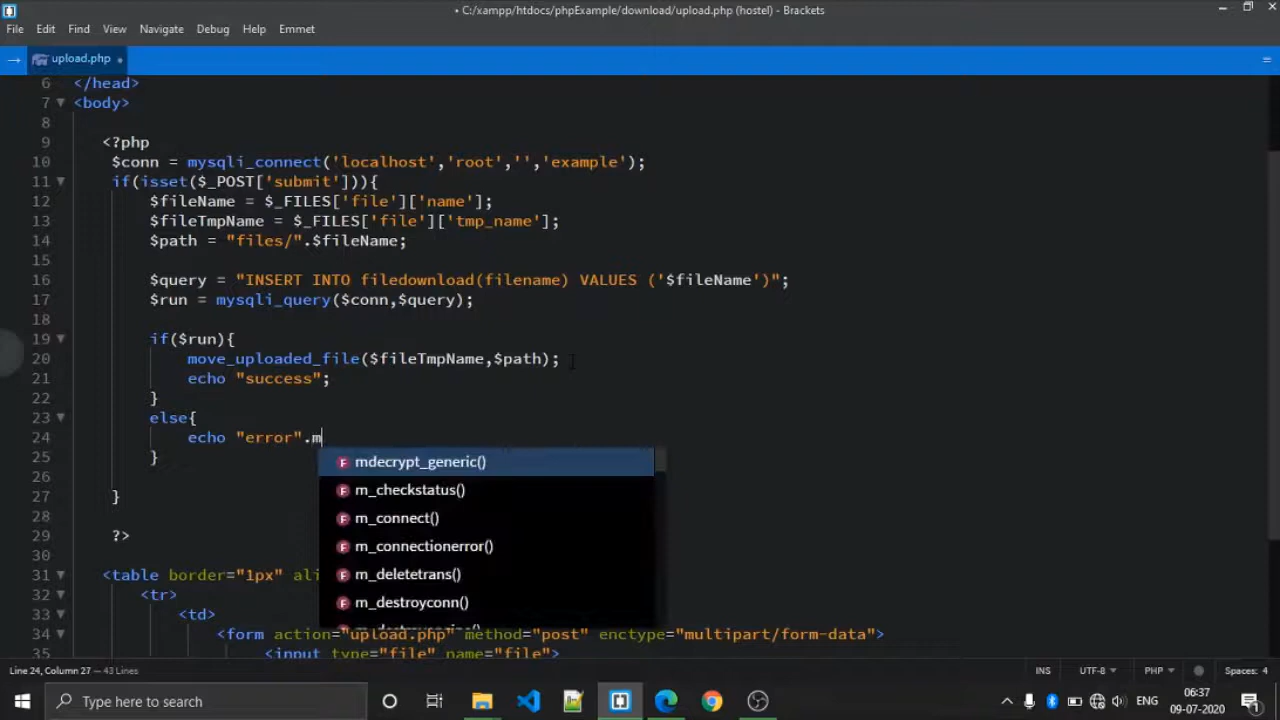 • C:/xampp/htdocs/phpExample/download/upload.php (hostel) - Brackets
File Edit Find View Navigate Debug Help Emmet
upload.php •
6 </head>
7 <body>
8
9 <?php
10 $conn = mysqli_connect('localhost','root','','example');
11 if(isset($_POST['submit'])){
12 $fileName = $_FILES['file']['name'];
13 $fileTmpName = $_FILES['file']['tmp_name'];
14 $path = "files/".$fileName;
15
16 $query = "INSERT INTO filedownload(filename) VALUES ('$fileName')";
17 $run = mysqli_query($conn,$query);
18
19 if($run){
20 move_uploaded_file($fileTmpName,$path);
21 echo "success";
22 }
23 else{
24 echo "error".m
25 }
mdecrypt_generic()
26
m_checkstatus()
27 }
28
m_connect()
29 ?>
m_connectionerror()
30
31 <table border="1px" ali
m_deletetrans()
32 <tr>
m_destroyconn()
33 <td>
34 <form action="upload.php" method="post" enctype="multipart/form-data">
35 <input type="file" name="file">
Line 24, Column 27 — 43 Lines
INS UTF-8 PHP Spaces: 4
Type here to search
ENG
06:37
09-07-2020
1